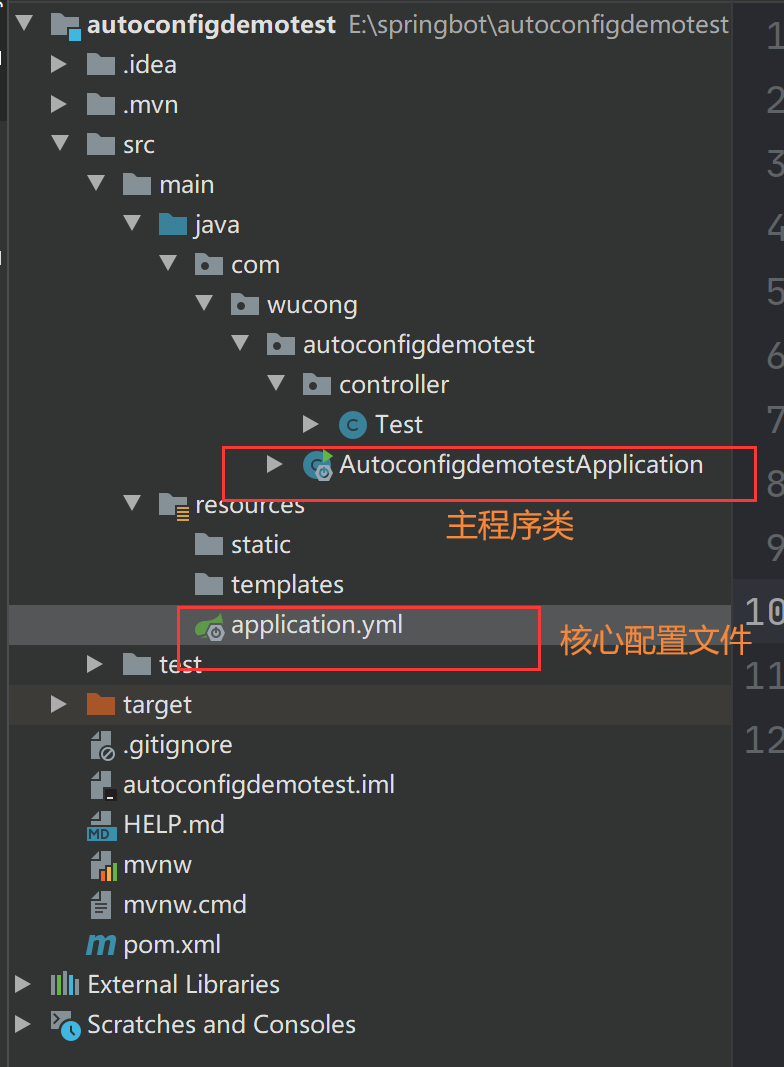 autoconfigdemotest E:\springbot\autoconfigdemotest
.idea
.mvn
src
main
java
com
wucong
autoconfigdemotest
controller
Test
AutoconfigdemotestApplication
主程序类
resources
static
templates
application.yml
核心配置文件
test
target
.gitignore
autoconfigdemotest.iml
HELP.md
mvnw
mvnw.cmd
pom.xml
External Libraries
Scratches and Consoles
1
2
3
4
5
6
7
8
9
10
11
12